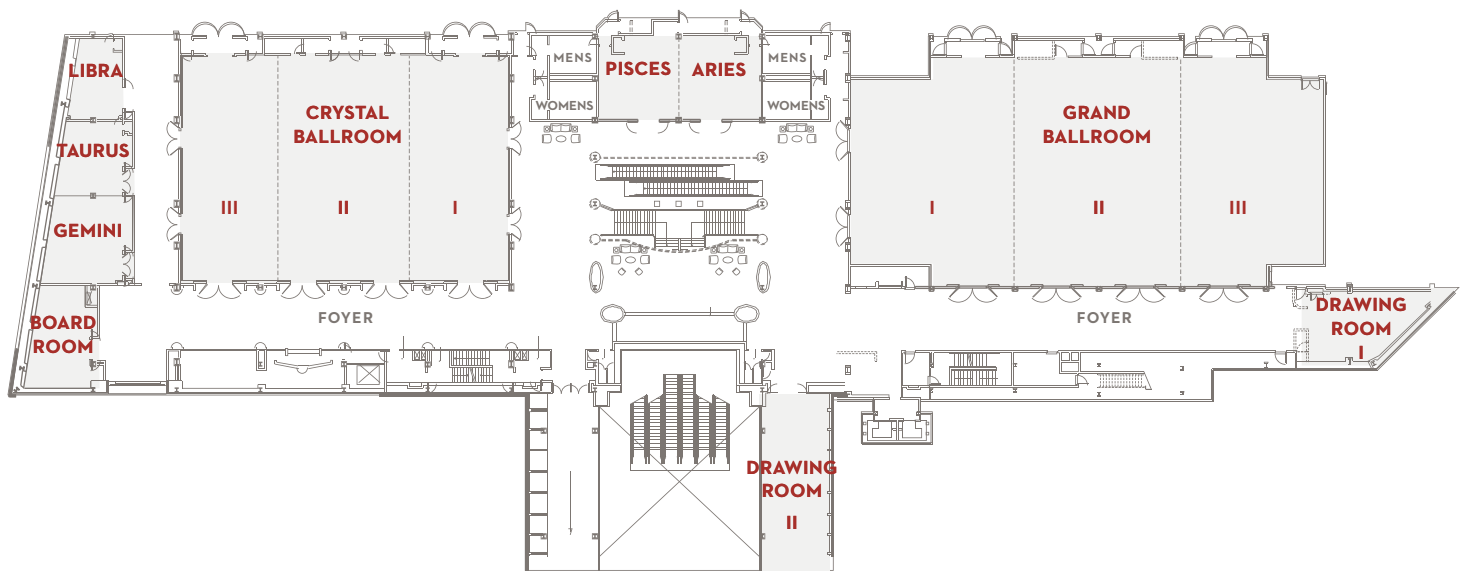 LIBRA
TAURUS
GEMINI
BOARD
ROOM
CRYSTAL
BALLROOM
III
II
I
FOYER
MENS
WOMENS
PISCES
ARIES
MENS
WOMENS
GRAND
BALLROOM
I
II
III
FOYER
DRAWING
ROOM
I
DRAWING
ROOM
II